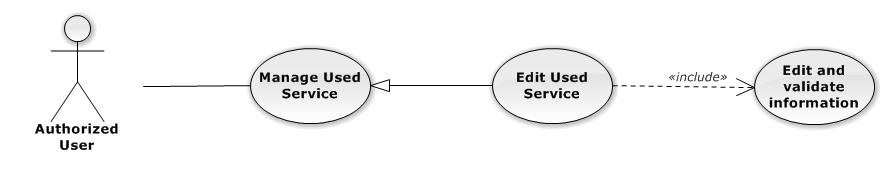 Authorized
User
Manage Used
Service
Edit Used
Service
«include»
Edit and
validate
information